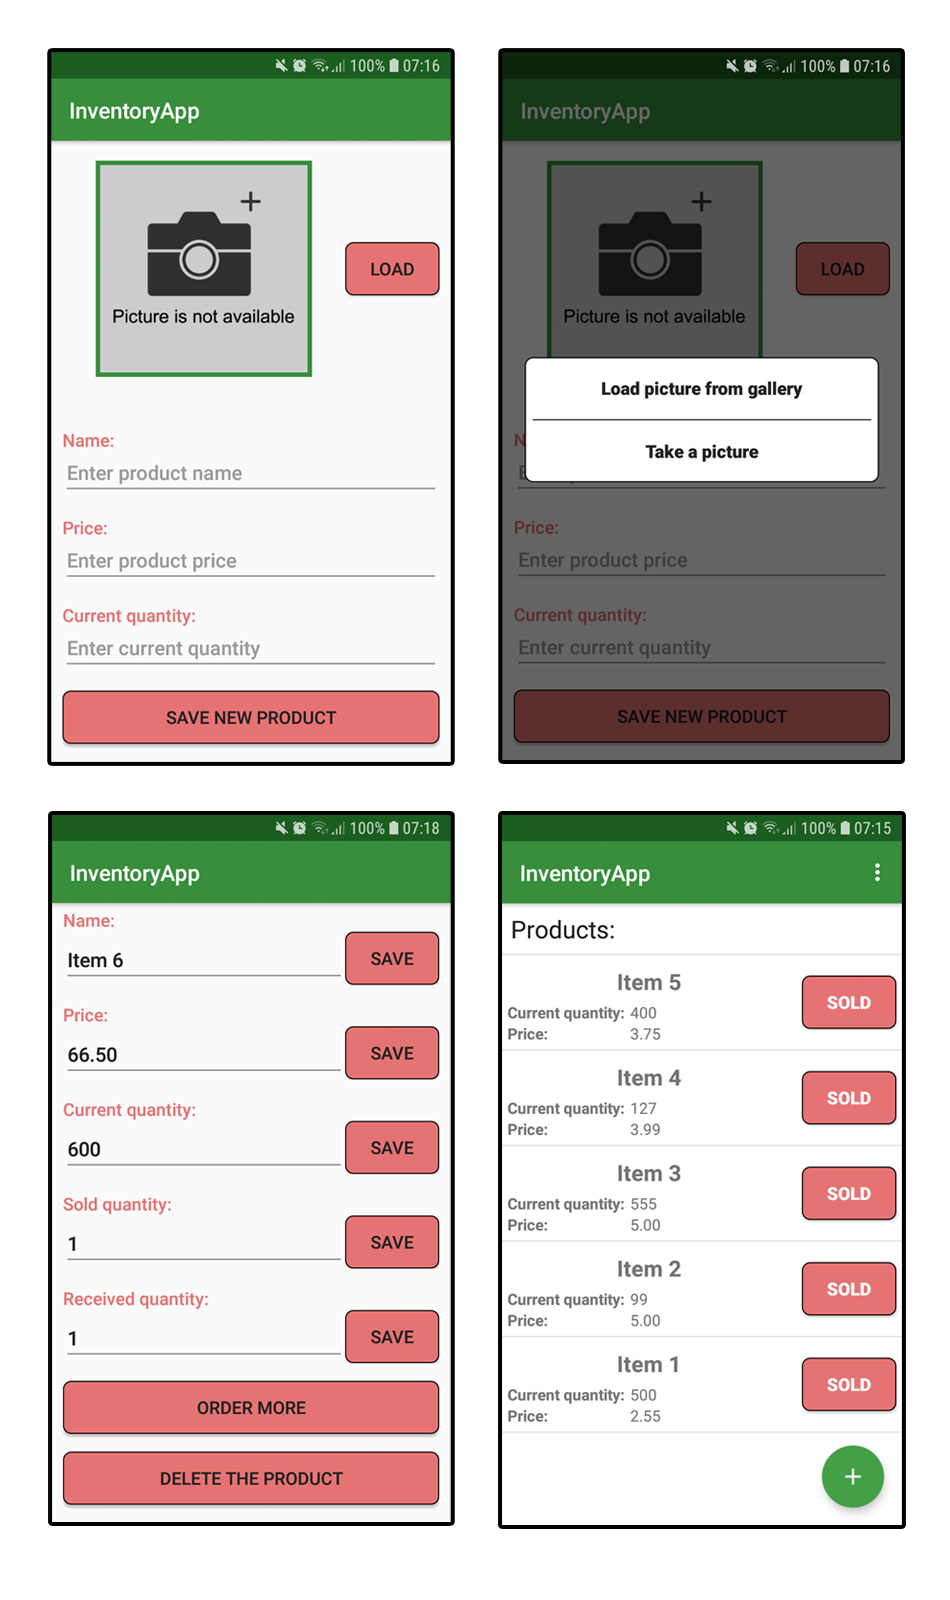 100% 07:16
InventoryApp
Picture is not available
LOAD
Name:
Enter product name
Price:
Enter product price
Current quantity:
Enter current quantity
SAVE NEW PRODUCT
100% 07:16
InventoryApp
Picture is not available
LOAD
Load picture from gallery
Take a picture
Price:
Enter product price
Current quantity:
Enter current quantity
SAVE NEW PRODUCT
100% 07:18
InventoryApp
Name:
Item 6 SAVE
Price:
66.50 SAVE
Current quantity:
600 SAVE
Sold quantity:
1 SAVE
Received quantity:
1 SAVE
ORDER MORE
DELETE THE PRODUCT
100% 07:15
InventoryApp
Products:
Item 5
Current quantity: 400
Price: 3.75
SOLD
Item 4
Current quantity: 127
Price: 3.99
SOLD
Item 3
Current quantity: 555
Price: 5.00
SOLD
Item 2
Current quantity: 99
Price: 5.00
SOLD
Item 1
Current quantity: 500
Price: 2.55
SOLD
+